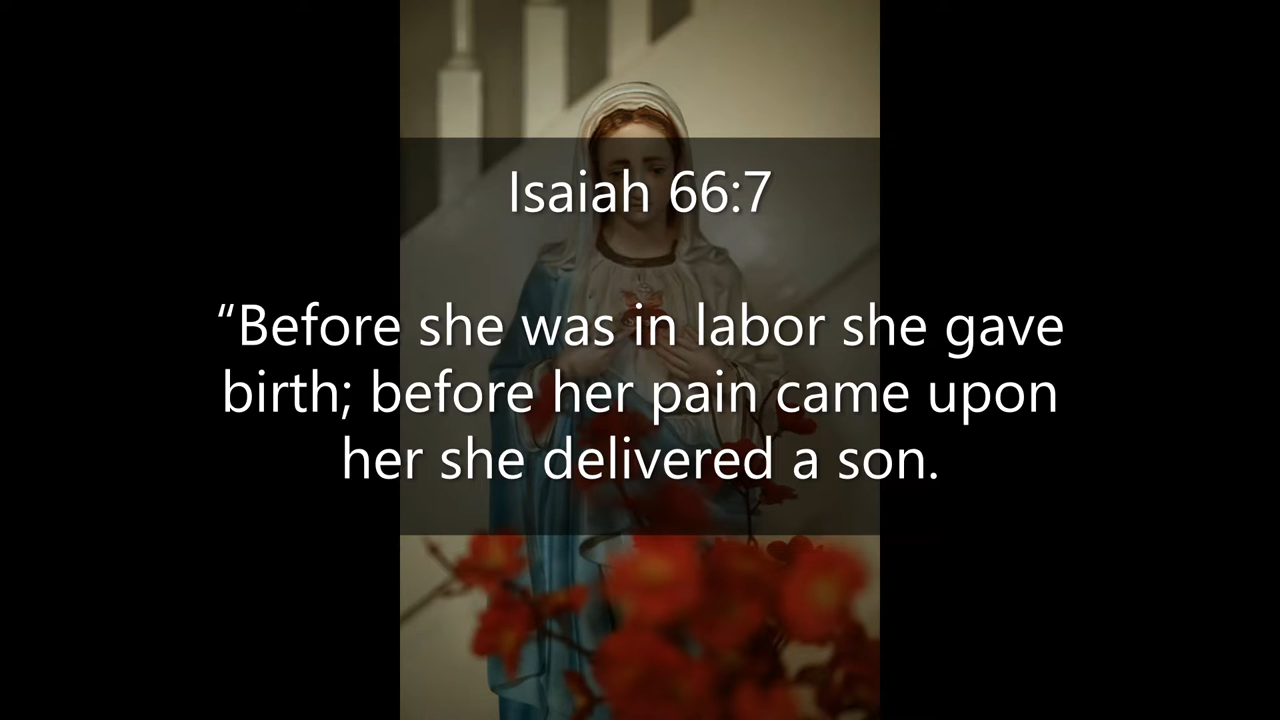 Isaiah 66:7
“Before she was in labor she gave
birth; before her pain came upon
her she delivered a son.